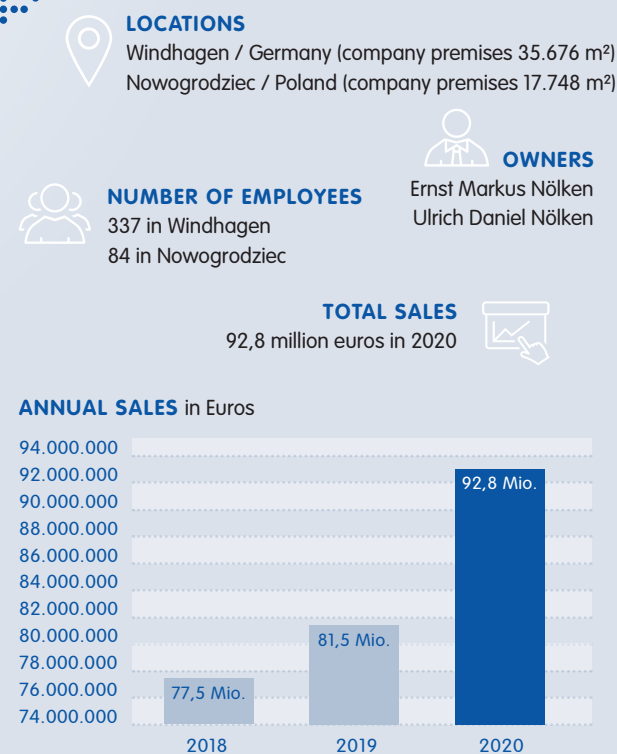 LOCATIONS
Windhagen / Germany (company premises 35.676 m²)
Nowogrodziec / Poland (company premises 17.748 m²)
OWNERS
Ernst Markus Nölken
Ulrich Daniel Nölken
NUMBER OF EMPLOYEES
337 in Windhagen
84 in Nowogrodziec
TOTAL SALES
92,8 million euros in 2020
ANNUAL SALES in Euros
94.000.000
92.000.000
90.000.000
88.000.000
86.000.000
84.000.000
82.000.000
80.000.000
78.000.000
76.000.000
74.000.000
77,5 Mio.
81,5 Mio.
92,8 Mio.
2018
2019
2020